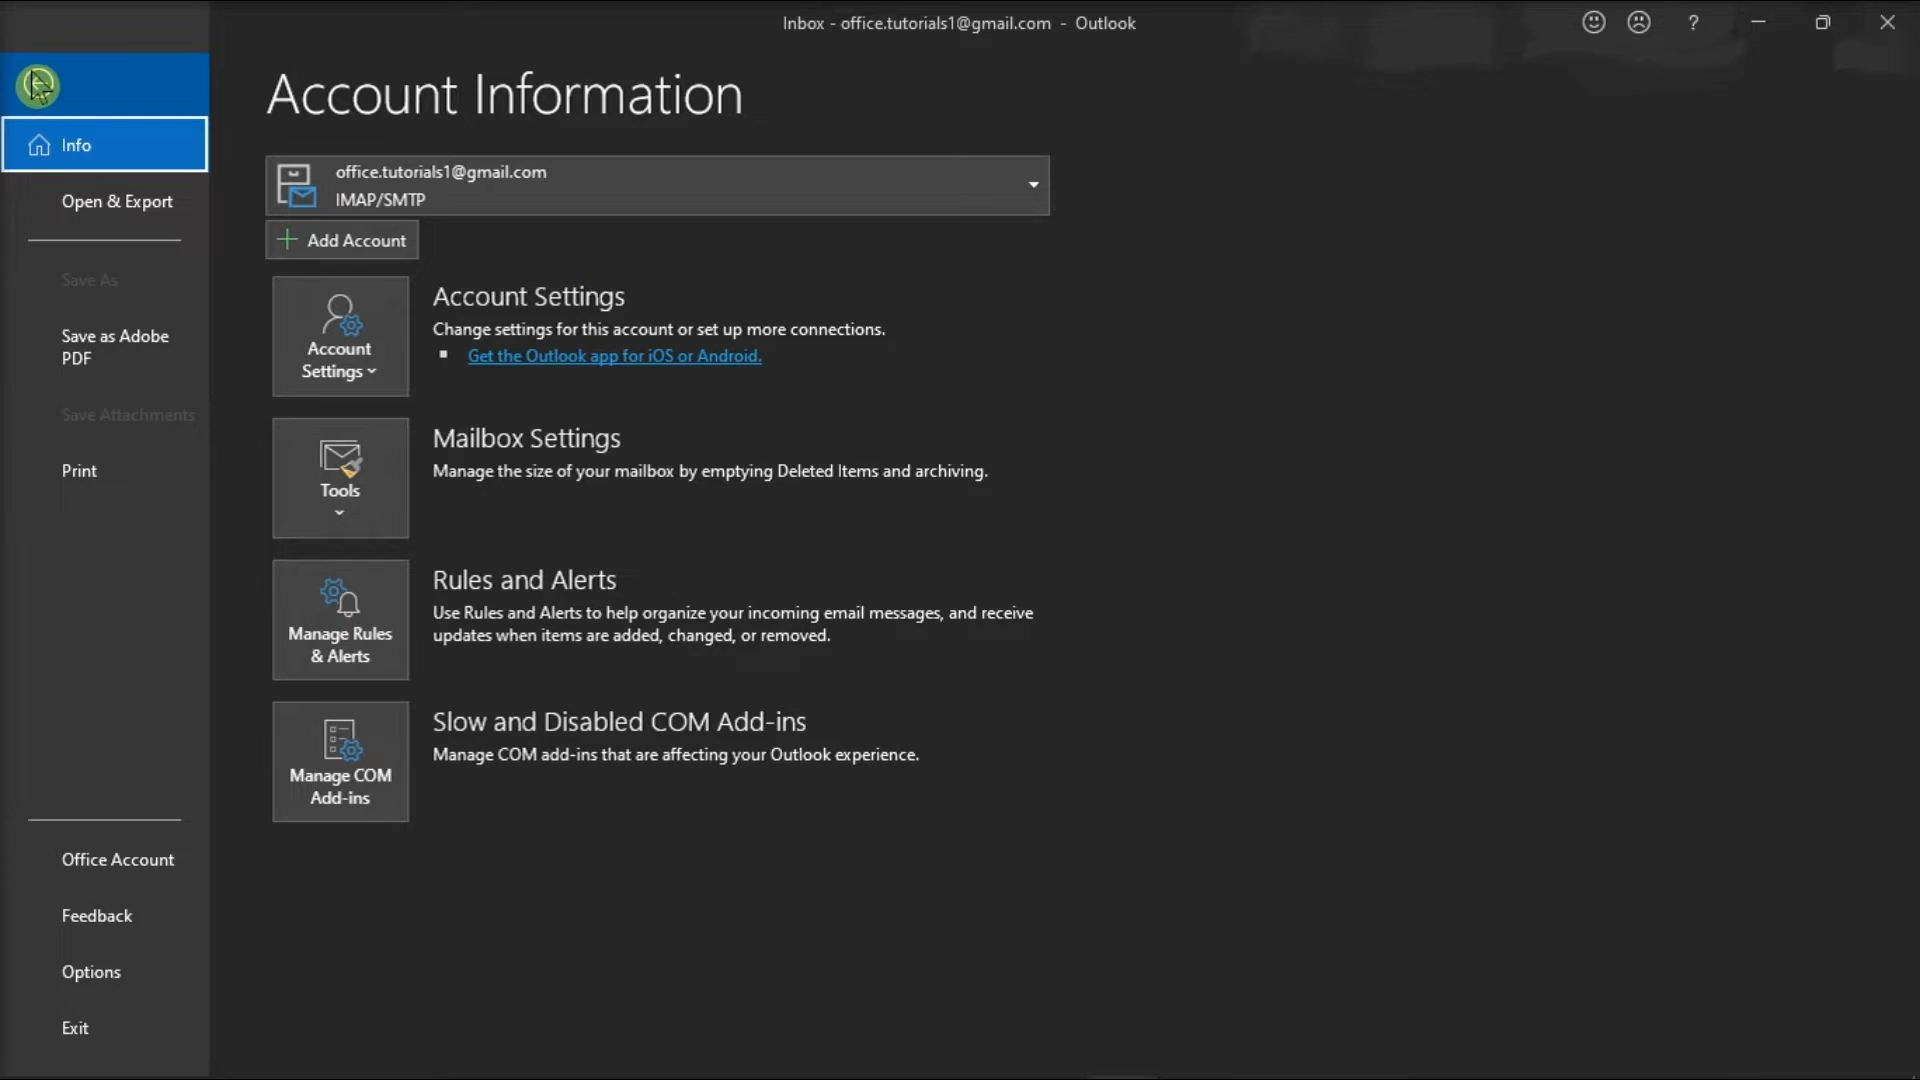 Inbox - office.tutorials1@gmail.com - Outlook
?
Account Information
Info
office.tutorials1@gmail.com
IMAP/SMTP
Open & Export
Add Account
Save As
Account Settings
Change settings for this account or set up more connections.
Get the Outlook app for iOS or Android.
Account
Settings
Save as Adobe
PDF
Save Attachments
Mailbox Settings
Manage the size of your mailbox by emptying Deleted Items and archiving.
Tools
Print
Rules and Alerts
Use Rules and Alerts to help organize your incoming email messages, and receive
updates when items are added, changed, or removed.
Manage Rules
& Alerts
Slow and Disabled COM Add-ins
Manage COM add-ins that are affecting your Outlook experience.
Manage COM
Add-ins
Office Account
Feedback
Options
Exit